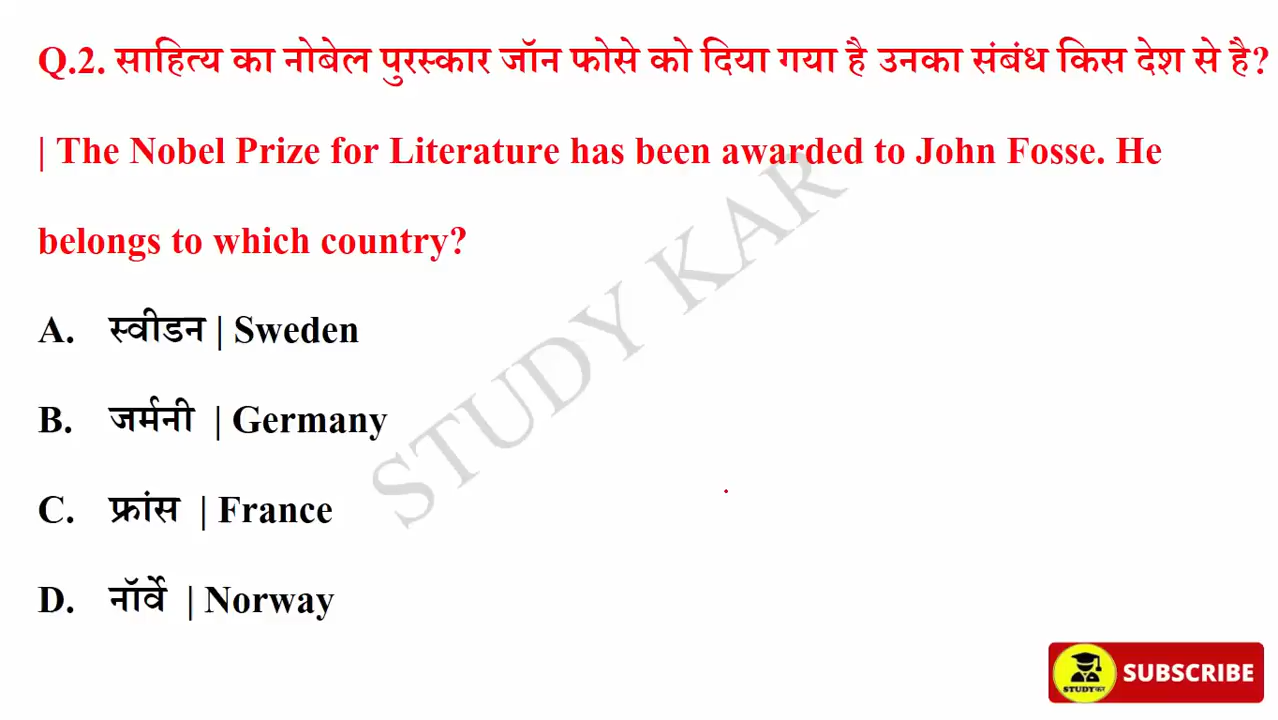 Q.2. साहित्य का नोबेल पुरस्कार जॉन फोसे को दिया गया है उनका संबंध किस देश से है?
| The Nobel Prize for Literature has been awarded to John Fosse. He
belongs to which country?
A. स्वीडन | Sweden
B. जर्मनी | Germany
C. फ्रांस | France
D. नॉर्वे | Norway
STUDY KAR
STUDYकर
SUBSCRIBE